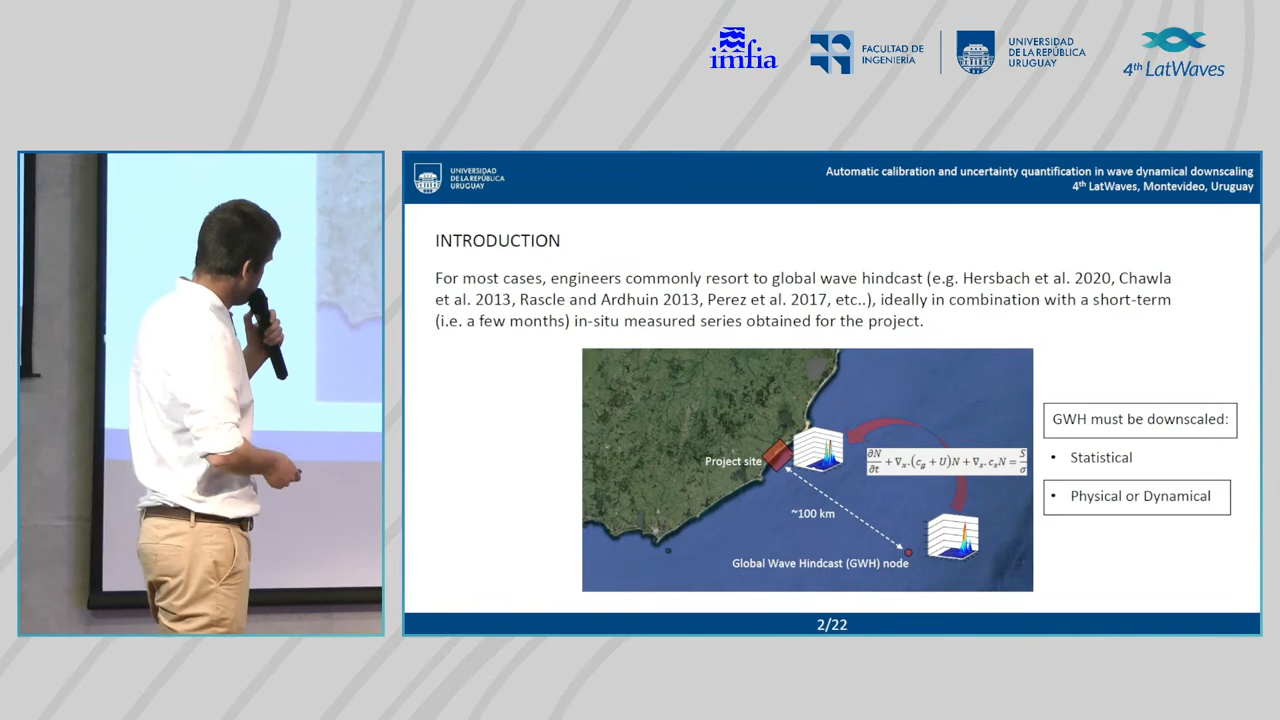 imfia
FACULTAD DE
INGENIERÍA
UNIVERSIDAD
DE LA REPÚBLICA
URUGUAY
4th LatWaves
UNIVERSIDAD
DE LA REPÚBLICA
URUGUAY
Automatic calibration and uncertainty quantification in wave dynamical downscaling
4th LatWaves, Montevideo, Uruguay
INTRODUCTION
For most cases, engineers commonly resort to global wave hindcast (e.g. Hersbach et al. 2020, Chawla
et al. 2013, Rascle and Ardhuin 2013, Perez et al. 2017, etc..), ideally in combination with a short-term
(i.e. a few months) in-situ measured series obtained for the project.
Project site
~100 km
Global Wave Hindcast (GWH) node
∂N/∂t + ∇ₓ.(c_g + U)N + ∇ₛ.cₛN = S/σ
GWH must be downscaled:
• Statistical
• Physical or Dynamical
2/22